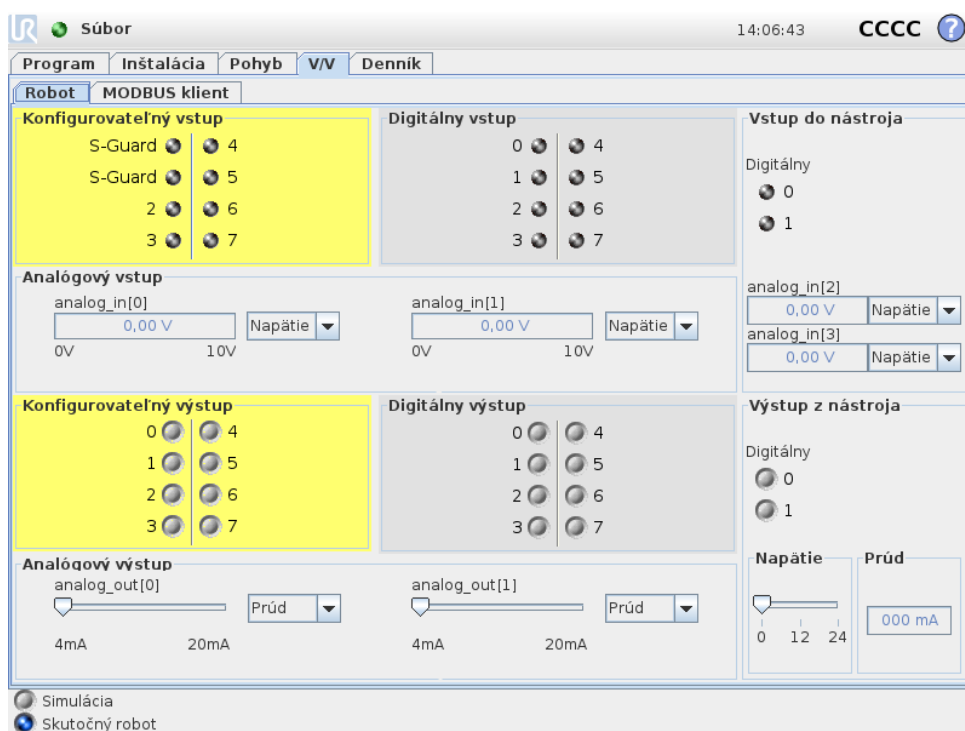 UR Súbor 14:06:43 CCCC ?
Program Inštalácia Pohyb V/V Denník
Robot MODBUS klient
Konfigurovateľný vstup
S-Guard 4
S-Guard 5
2 6
3 7
Digitálny vstup
0 4
1 5
2 6
3 7
Vstup do nástroja
Digitálny
0
1
analog_in[2]
0,00 V Napätie
analog_in[3]
0,00 V Napätie
Analógový vstup
analog_in[0]
0,00 V Napätie
0V 10V
analog_in[1]
0,00 V Napätie
0V 10V
Konfigurovateľný výstup
0 4
1 5
2 6
3 7
Digitálny výstup
0 4
1 5
2 6
3 7
Výstup z nástroja
Digitálny
0
1
Napätie
0 12 24
Prúd
000 mA
Analógový výstup
analog_out[0]
Prúd
4mA 20mA
analog_out[1]
Prúd
4mA 20mA
Simulácia
Skutočný robot